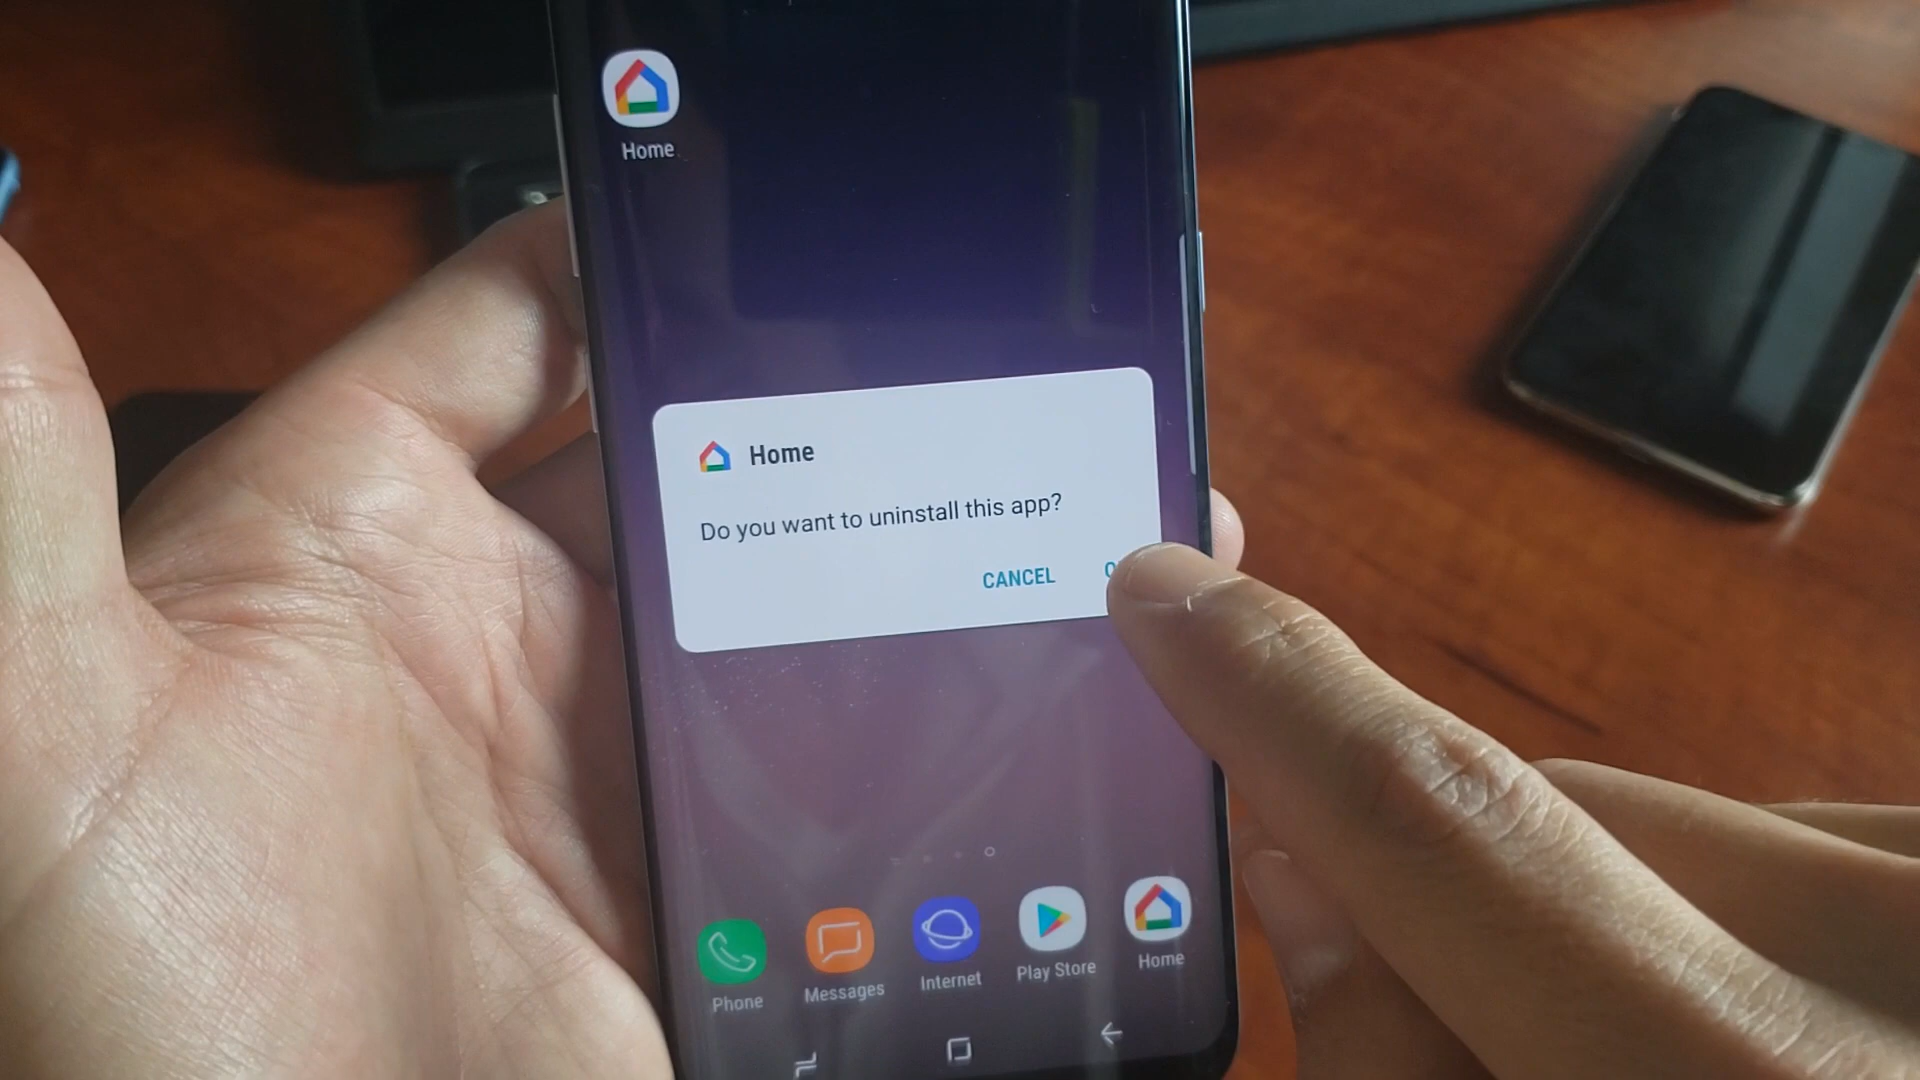 Home
Home
Do you want to uninstall this app?
CANCEL
Phone
Messages
Internet
Play Store
Home